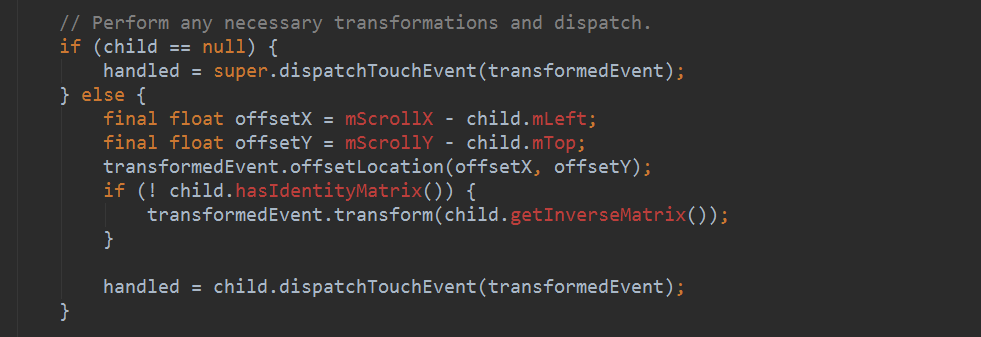 // Perform any necessary transformations and dispatch.
if (child == null) {
    handled = super.dispatchTouchEvent(transformedEvent);
} else {
    final float offsetX = mScrollX - child.mLeft;
    final float offsetY = mScrollY - child.mTop;
    transformedEvent.offsetLocation(offsetX, offsetY);
    if (! child.hasIdentityMatrix()) {
        transformedEvent.transform(child.getInverseMatrix());
    }

    handled = child.dispatchTouchEvent(transformedEvent);
}